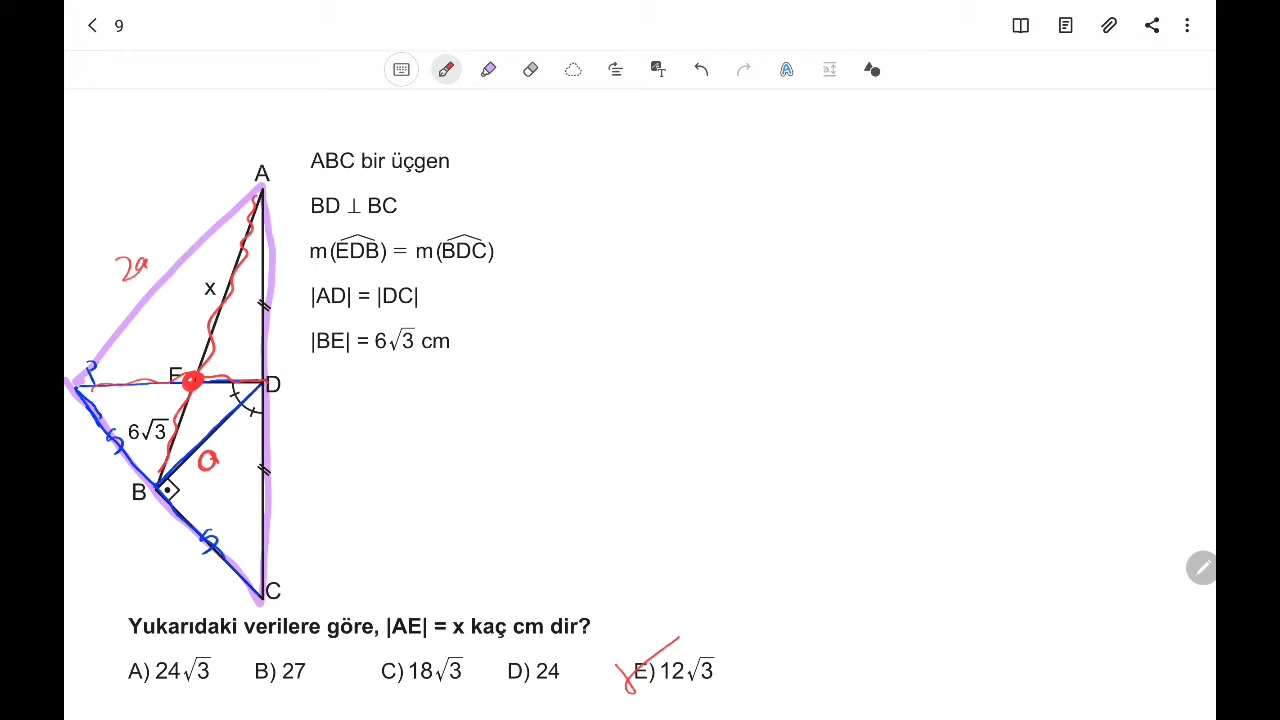 9
A
ABC bir üçgen
BD ⊥ BC
m(EDB) = m(BDC)
|AD| = |DC|
|BE| = 6√3 cm
2a
x
E
D
6√3
a
B
C
Yukarıdaki verilere göre, |AE| = x kaç cm dir?
A) 24√3 B) 27 C) 18√3 D) 24 E) 12√3